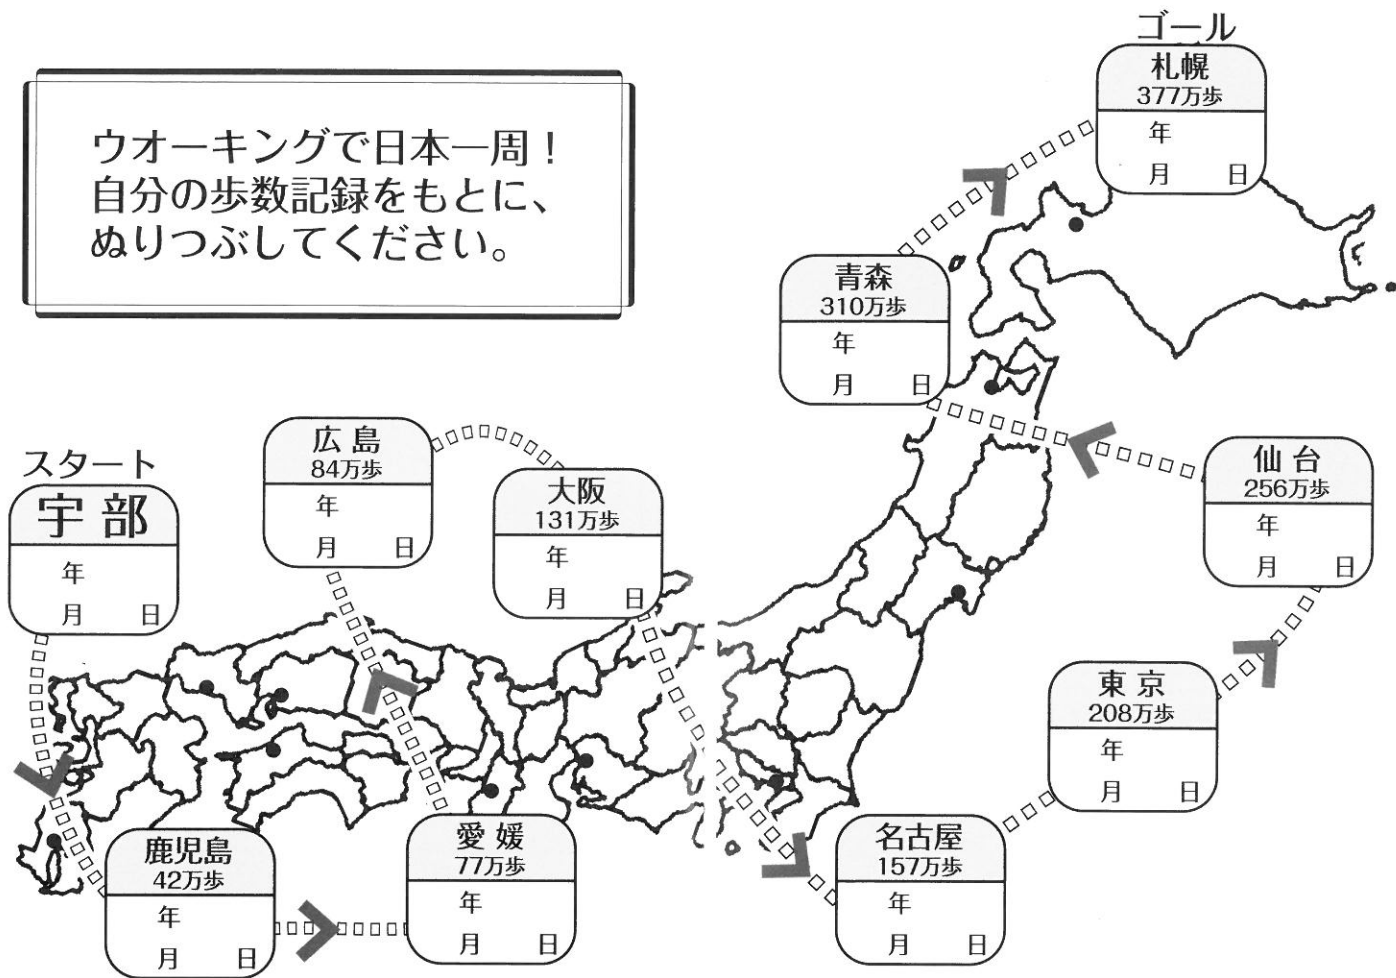 ウオーキングで日本一周！
自分の歩数記録をもとに、
ぬりつぶしてください。
スタート
宇部
年
月 日
鹿児島
42万歩
年
月 日
愛媛
77万歩
年
月 日
広島
84万歩
年
月 日
大阪
131万歩
年
月 日
名古屋
157万歩
年
月 日
東京
208万歩
年
月 日
仙台
256万歩
年
月 日
青森
310万歩
年
月 日
ゴール
札幌
377万歩
年
月 日